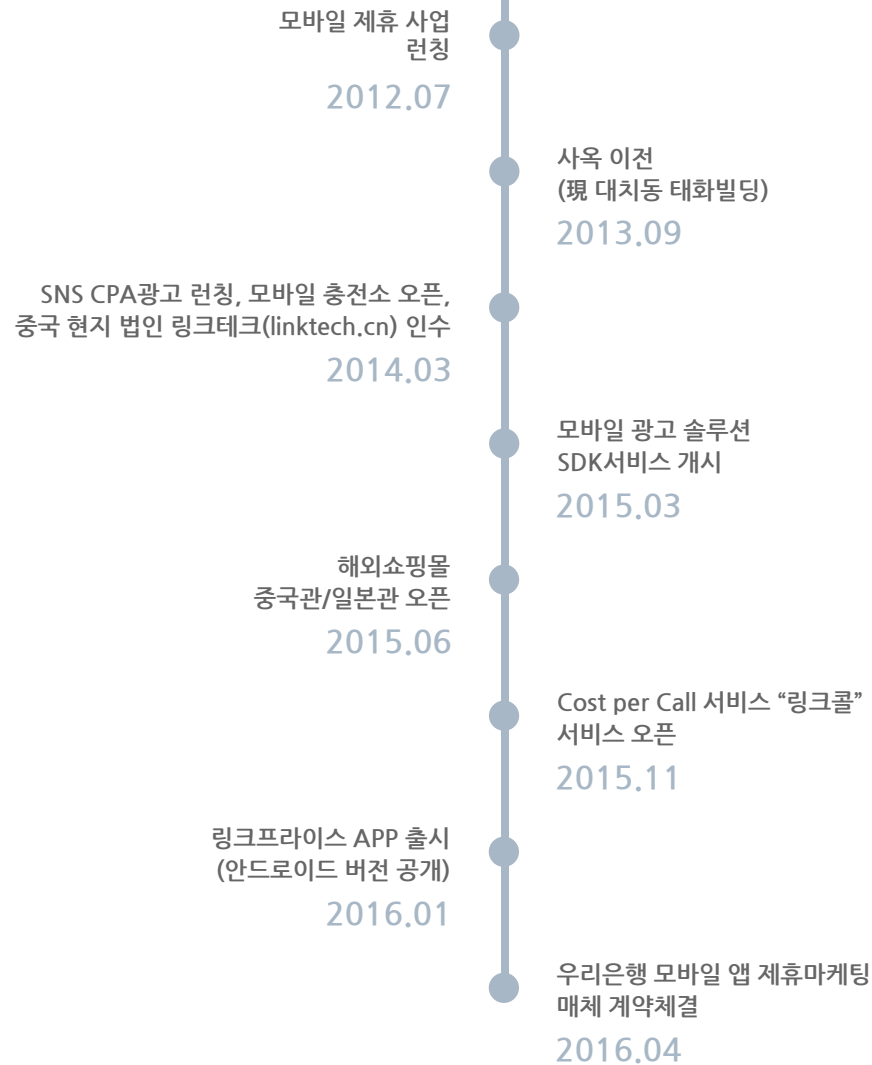 모바일 제휴 사업
런칭
2012.07
사옥 이전
(現 대치동 태화빌딩)
2013.09
SNS CPA광고 런칭, 모바일 충전소 오픈,
중국 현지 법인 링크테크(linktech.cn) 인수
2014.03
모바일 광고 솔루션
SDK서비스 개시
2015.03
해외쇼핑몰
중국관/일본관 오픈
2015.06
Cost per Call 서비스 “링크콜”
서비스 오픈
2015.11
링크프라이스 APP 출시
(안드로이드 버전 공개)
2016.01
우리은행 모바일 앱 제휴마케팅
매체 계약체결
2016.04